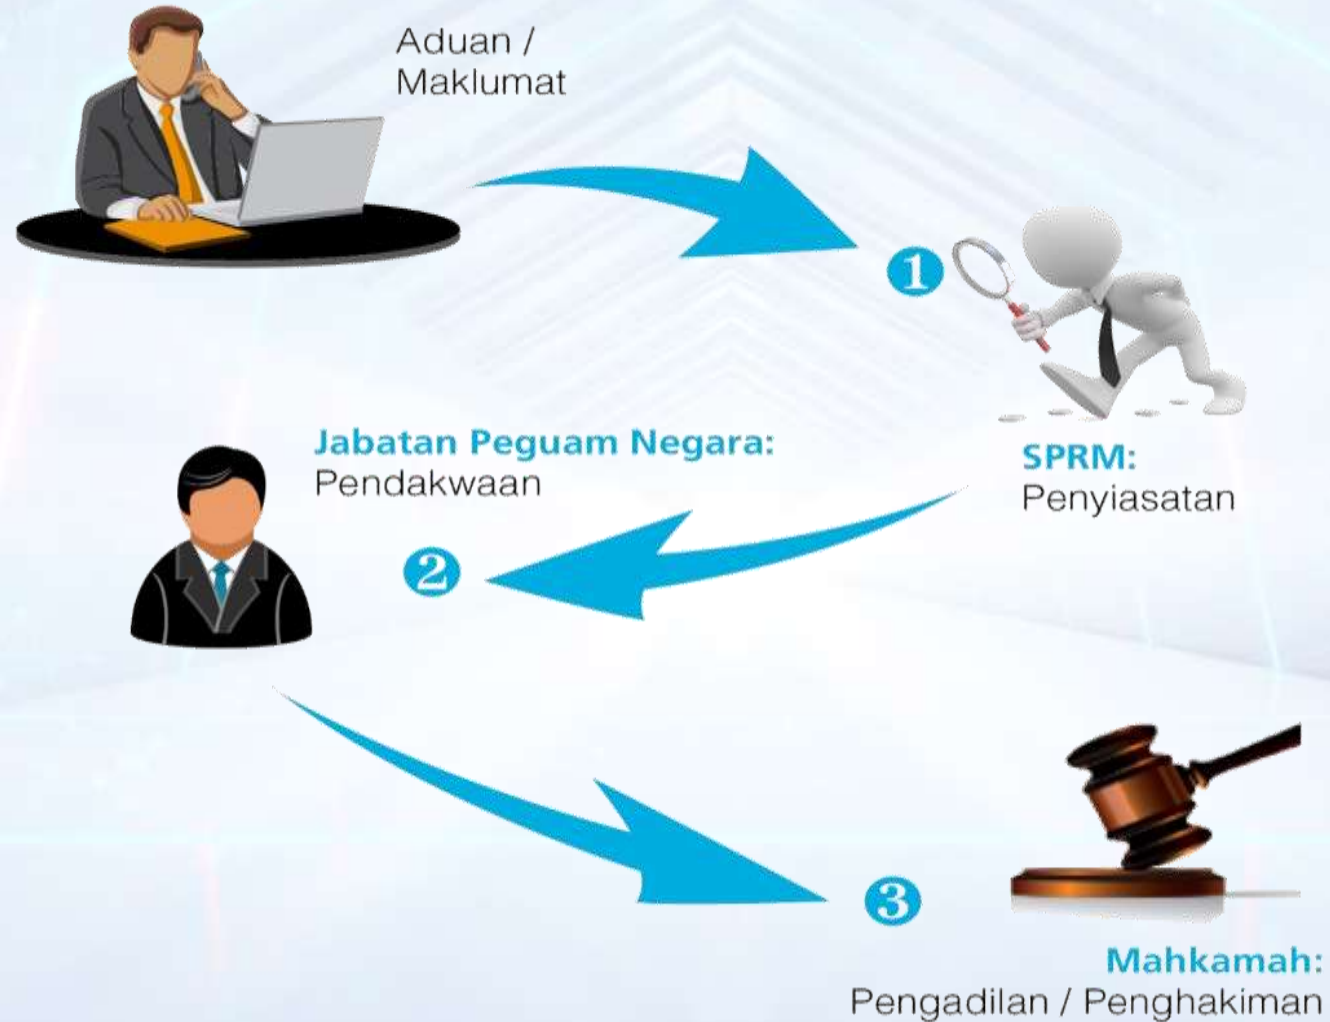 Aduan /
Maklumat
1
SPRM:
Penyiasatan
Jabatan Peguam Negara:
Pendakwaan
2
3
Mahkamah:
Pengadilan / Penghakiman